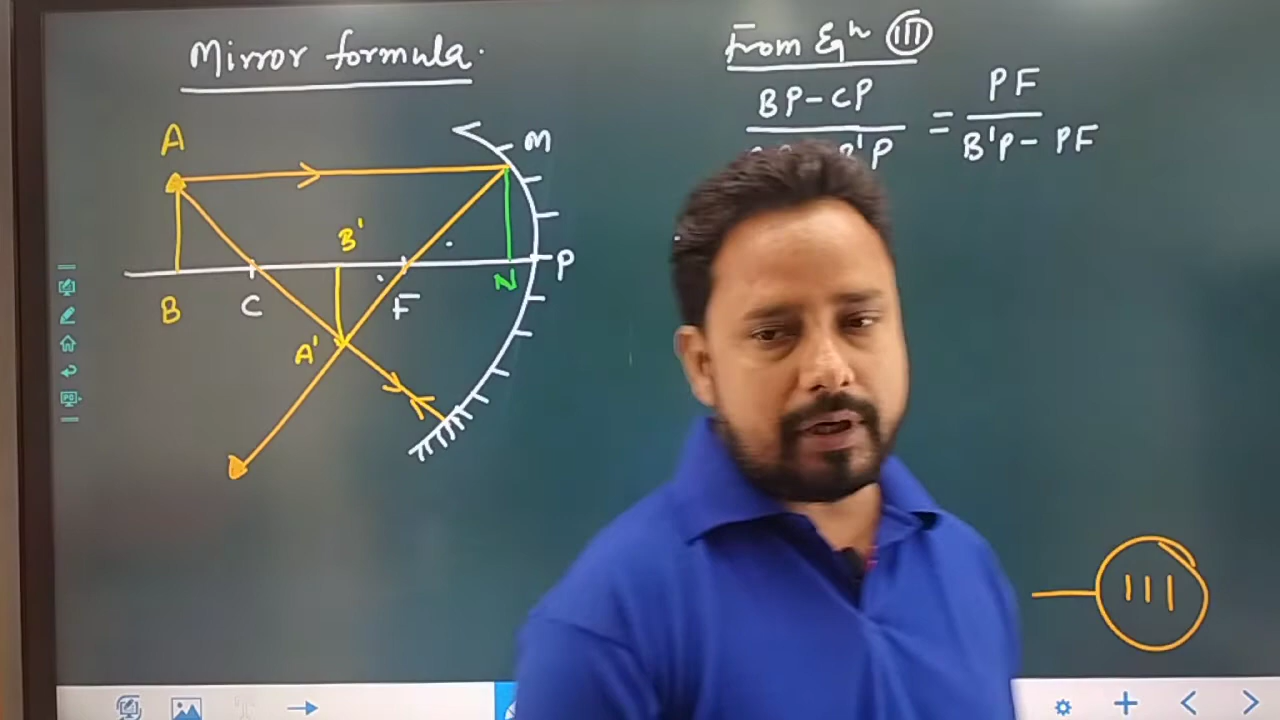 Mirror formula.
From Eqn III
BP-CP
PF
=
B'P
B'P- PF
A
M
B'
P
N
B
C
F
A'
III